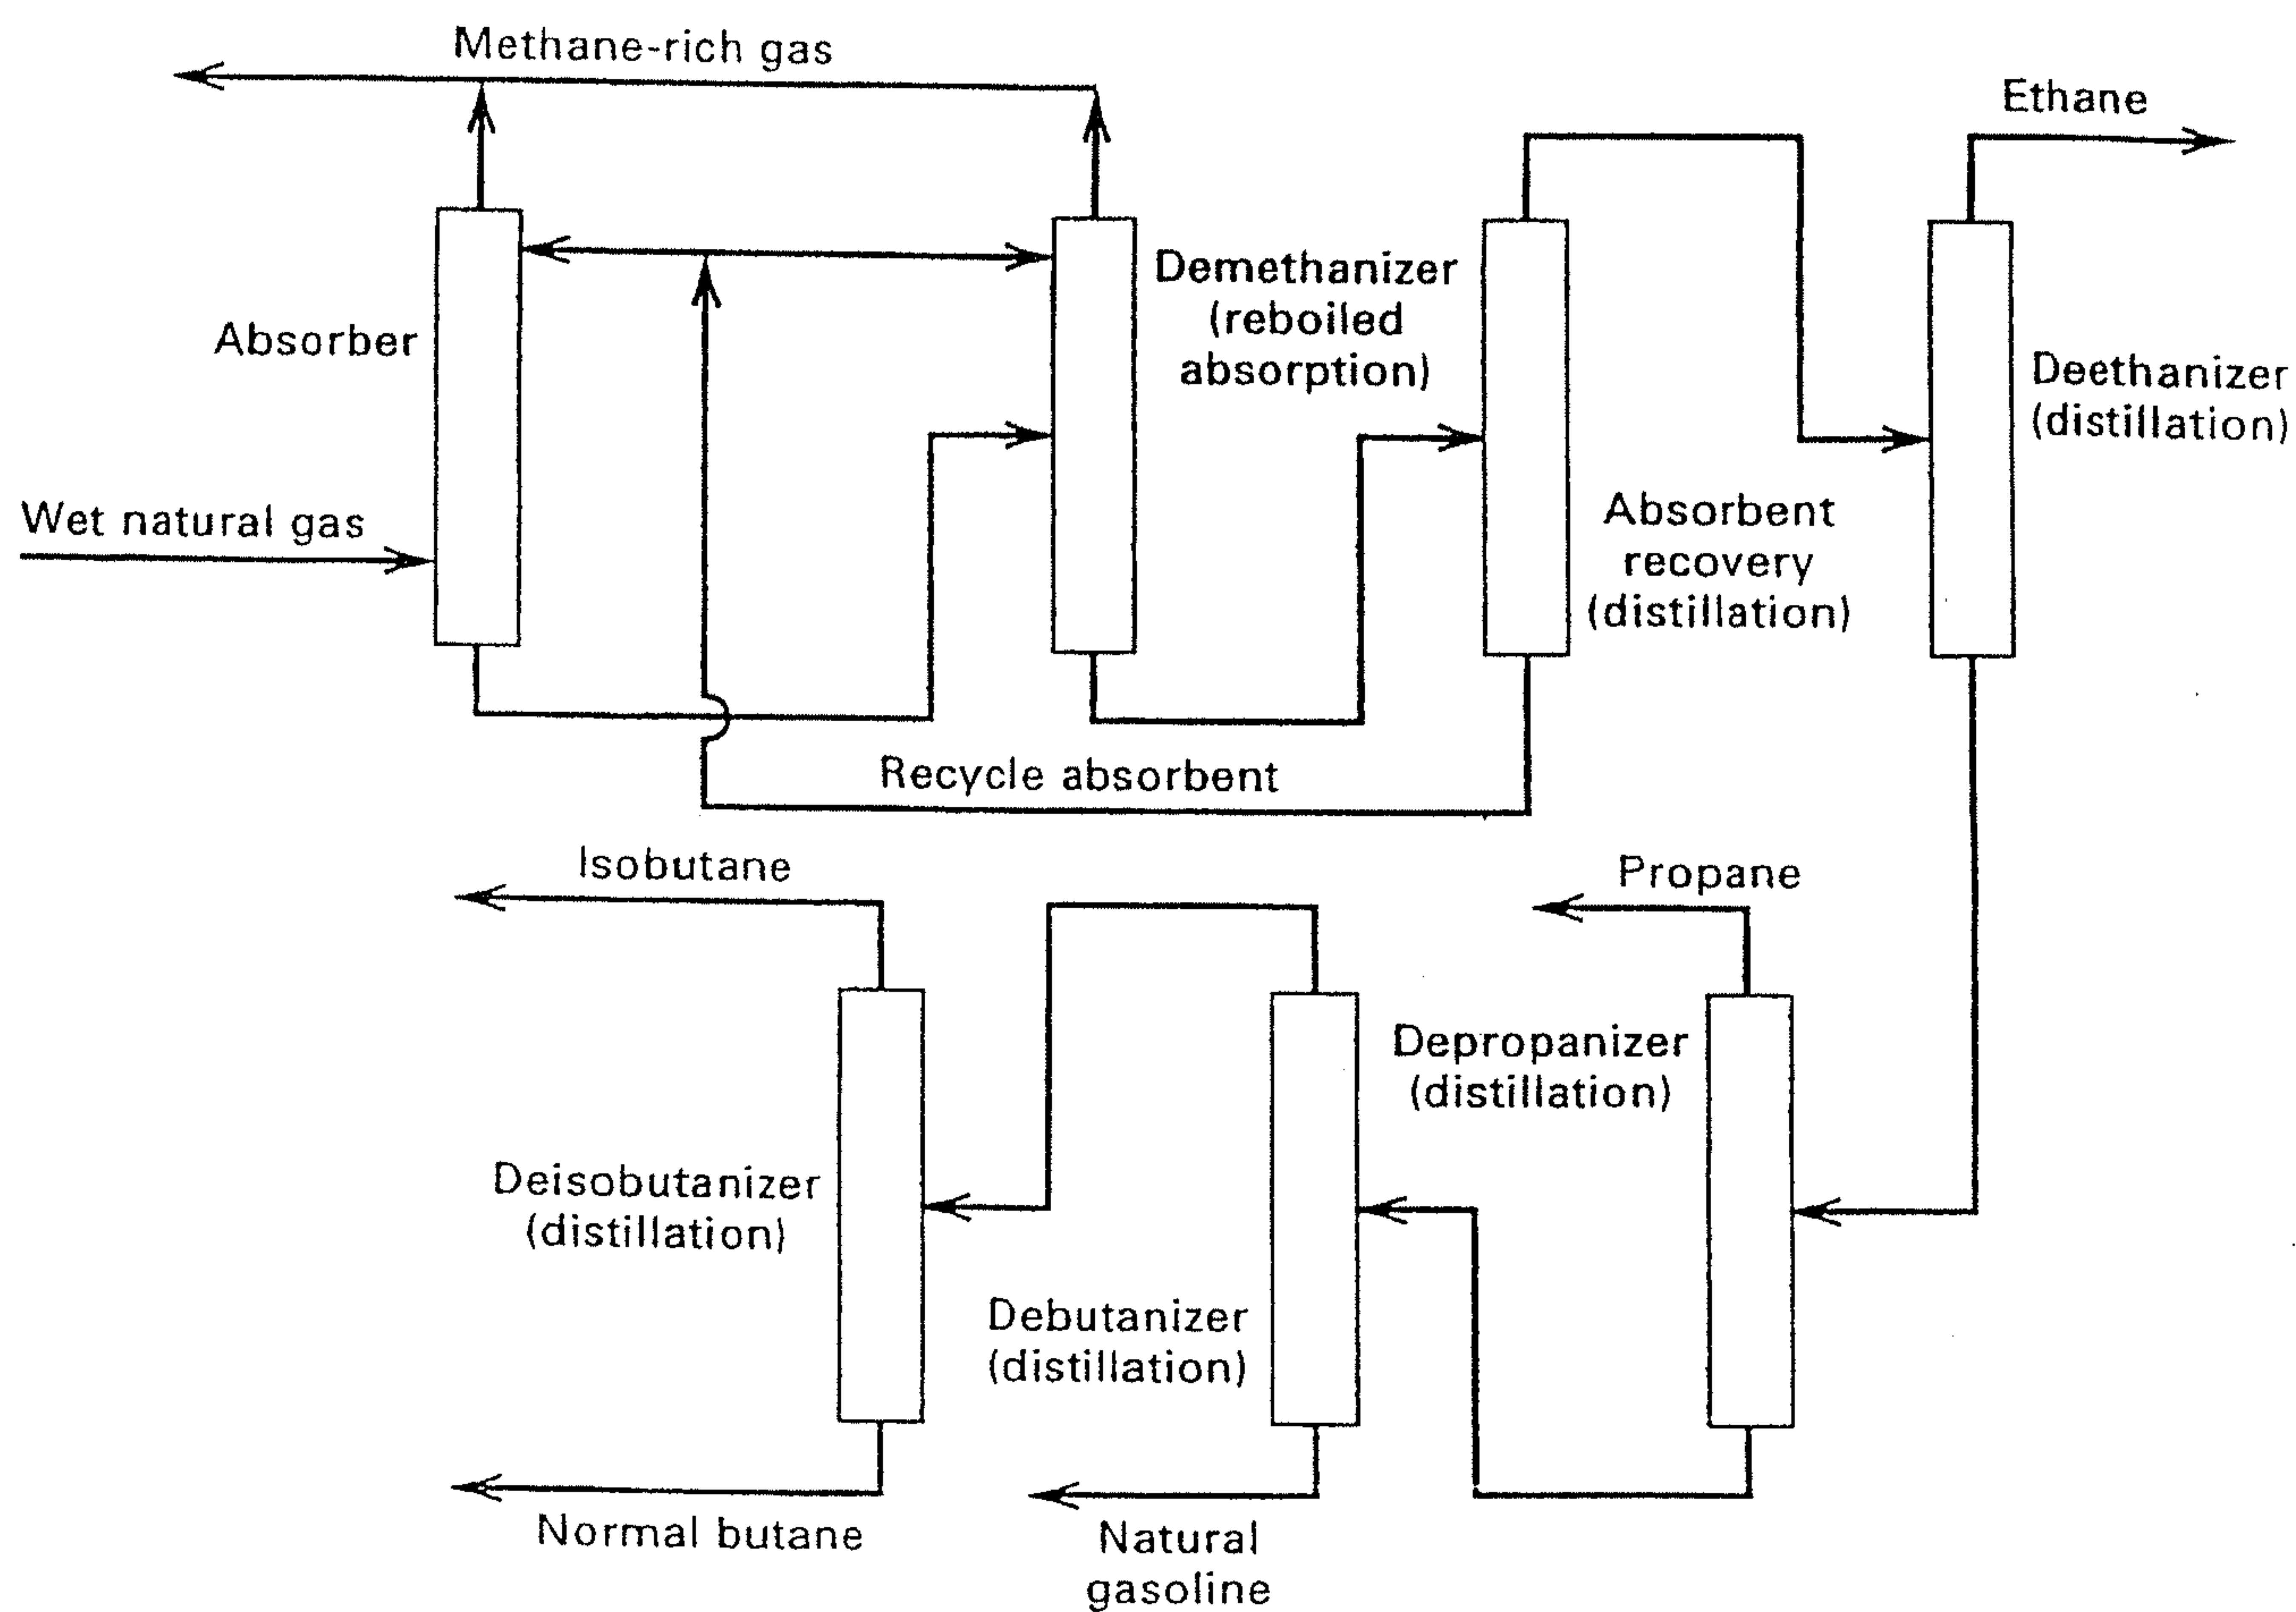 Methane-rich gas
Ethane
Demethanizer
(reboiled
absorption)
Absorber
Deethanizer
(distillation)
Wet natural gas
Absorbent
recovery
(distillation)
Recycle absorbent
Isobutane
Propane
Depropanizer
(distillation)
Deisobutanizer
(distillation)
Debutanizer
(distillation)
Normal butane
Natural
gasoline